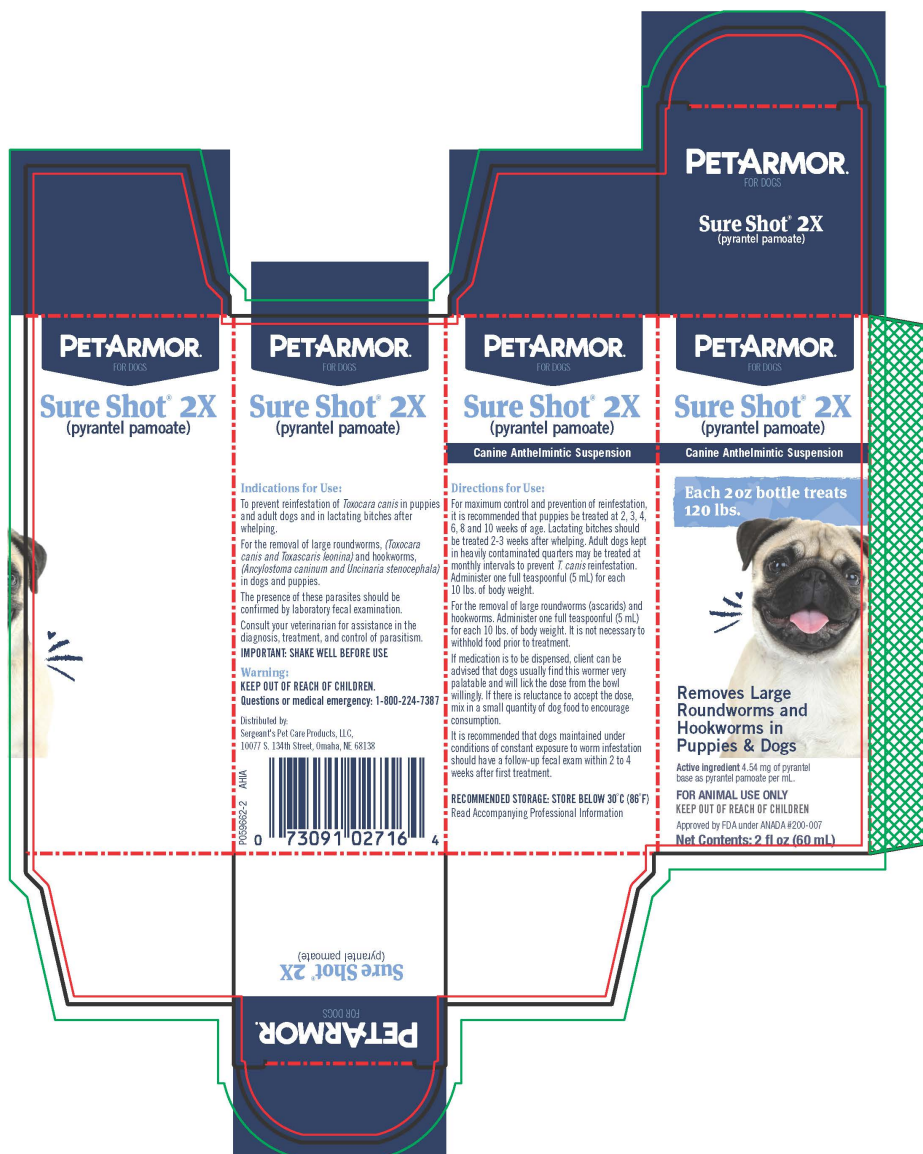 PETARMOR.
FOR DOGS
Sure Shot® 2X
(pyrantel pamoate)
PETARMOR.
FOR DOGS
Sure Shot® 2X
(pyrantel pamoate)
PETARMOR.
FOR DOGS
Sure Shot® 2X
(pyrantel pamoate)
Indications for Use:
To prevent reinfestation of Toxocara canis in puppies
and adult dogs and in lactating bitches after
whelping.
For the removal of large roundworms, (Toxocara
canis and Toxascaris leonina) and hookworms,
(Ancylostoma caninum and Uncinaria stenocephala)
in dogs and puppies.
The presence of these parasites should be
confirmed by laboratory fecal examination.
Consult your veterinarian for assistance in the
diagnosis, treatment, and control of parasitism.
IMPORTANT: SHAKE WELL BEFORE USE
Warning:
KEEP OUT OF REACH OF CHILDREN.
Questions or medical emergency: 1-800-224-7387
Distributed by:
Sergeant's Pet Care Products, LLC,
10077 S. 134th Street, Omaha, NE 68138
P059662-2 AHIA
0 73091 02716 4
PETARMOR.
FOR DOGS
Sure Shot® 2X
(pyrantel pamoate)
Canine Anthelmintic Suspension
Directions for Use:
For maximum control and prevention of reinfestation,
it is recommended that puppies be treated at 2, 3, 4,
6, 8 and 10 weeks of age. Lactating bitches should
be treated 2-3 weeks after whelping. Adult dogs kept
in heavily contaminated quarters may be treated at
monthly intervals to prevent T. canis reinfestation.
Administer one full teaspoonful (5 mL) for each
10 lbs. of body weight.
For the removal of large roundworms (ascarids) and
hookworms. Administer one full teaspoonful (5 mL)
for each 10 lbs. of body weight. It is not necessary to
withhold food prior to treatment.
If medication is to be dispensed, client can be
advised that dogs usually find this wormer very
palatable and will lick the dose from the bowl
willingly. If there is reluctance to accept the dose,
mix in a small quantity of dog food to encourage
consumption.
It is recommended that dogs maintained under
conditions of constant exposure to worm infestation
should have a follow-up fecal exam within 2 to 4
weeks after first treatment.
RECOMMENDED STORAGE: STORE BELOW 30°C (86°F)
Read Accompanying Professional Information
PETARMOR.
FOR DOGS
Sure Shot® 2X
(pyrantel pamoate)
Canine Anthelmintic Suspension
Each 2 oz bottle treats
120 lbs.
Removes Large
Roundworms and
Hookworms in
Puppies & Dogs
Active ingredient 4.54 mg of pyrantel
base as pyrantel pamoate per mL.
FOR ANIMAL USE ONLY
KEEP OUT OF REACH OF CHILDREN
Approved by FDA under ANADA #200-007
Net Contents: 2 fl oz (60 mL)
PETARMOR.
FOR DOGS
Sure Shot® 2X
(pyrantel pamoate)